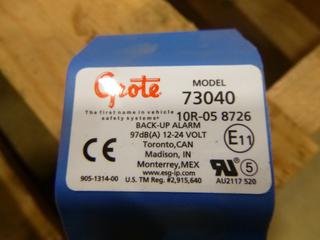 Grote
The first name in vehicle
safety systems®
MODEL
73040
10R-05 8726
BACK-UP ALARM
97dB(A) 12-24 VOLT
Toronto,CAN
Madison, IN
Monterrey,MEX
www.esg-ip.com
905-1314-00
U.S. TM Reg. #2,915,640
CE
E11
5
AU2117 520